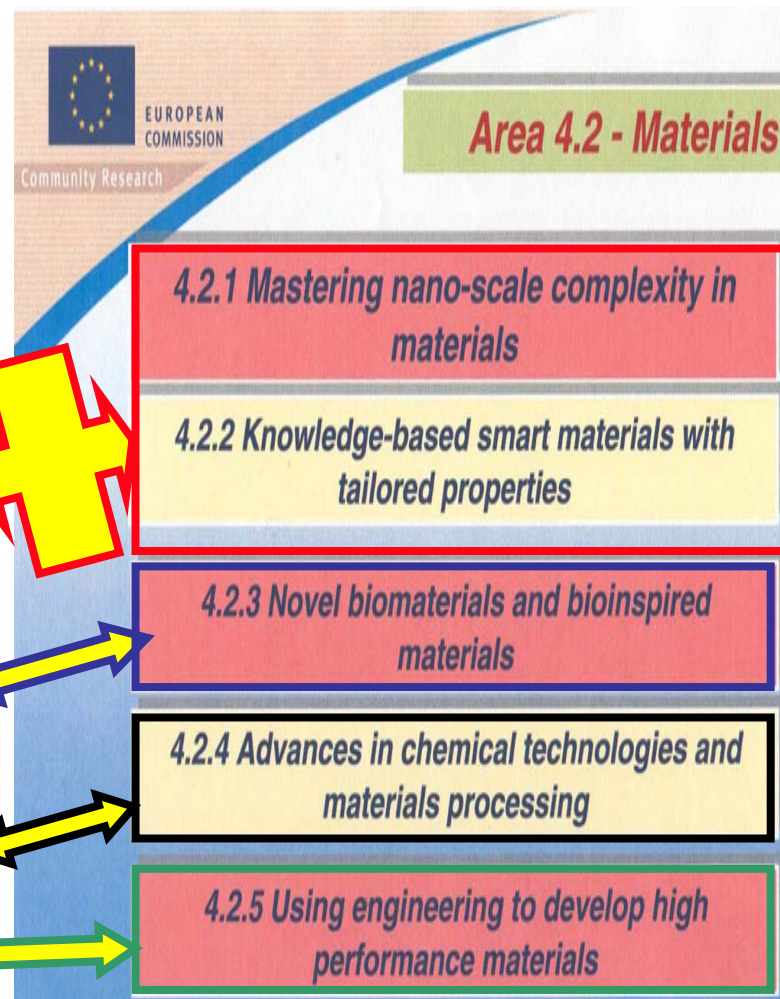 EUROPEAN
COMMISSION
Community Research
Area 4.2 - Materials
4.2.1 Mastering nano-scale complexity in
materials
4.2.2 Knowledge-based smart materials with
tailored properties
4.2.3 Novel biomaterials and bioinspired
materials
4.2.4 Advances in chemical technologies and
materials processing
4.2.5 Using engineering to develop high
performance materials